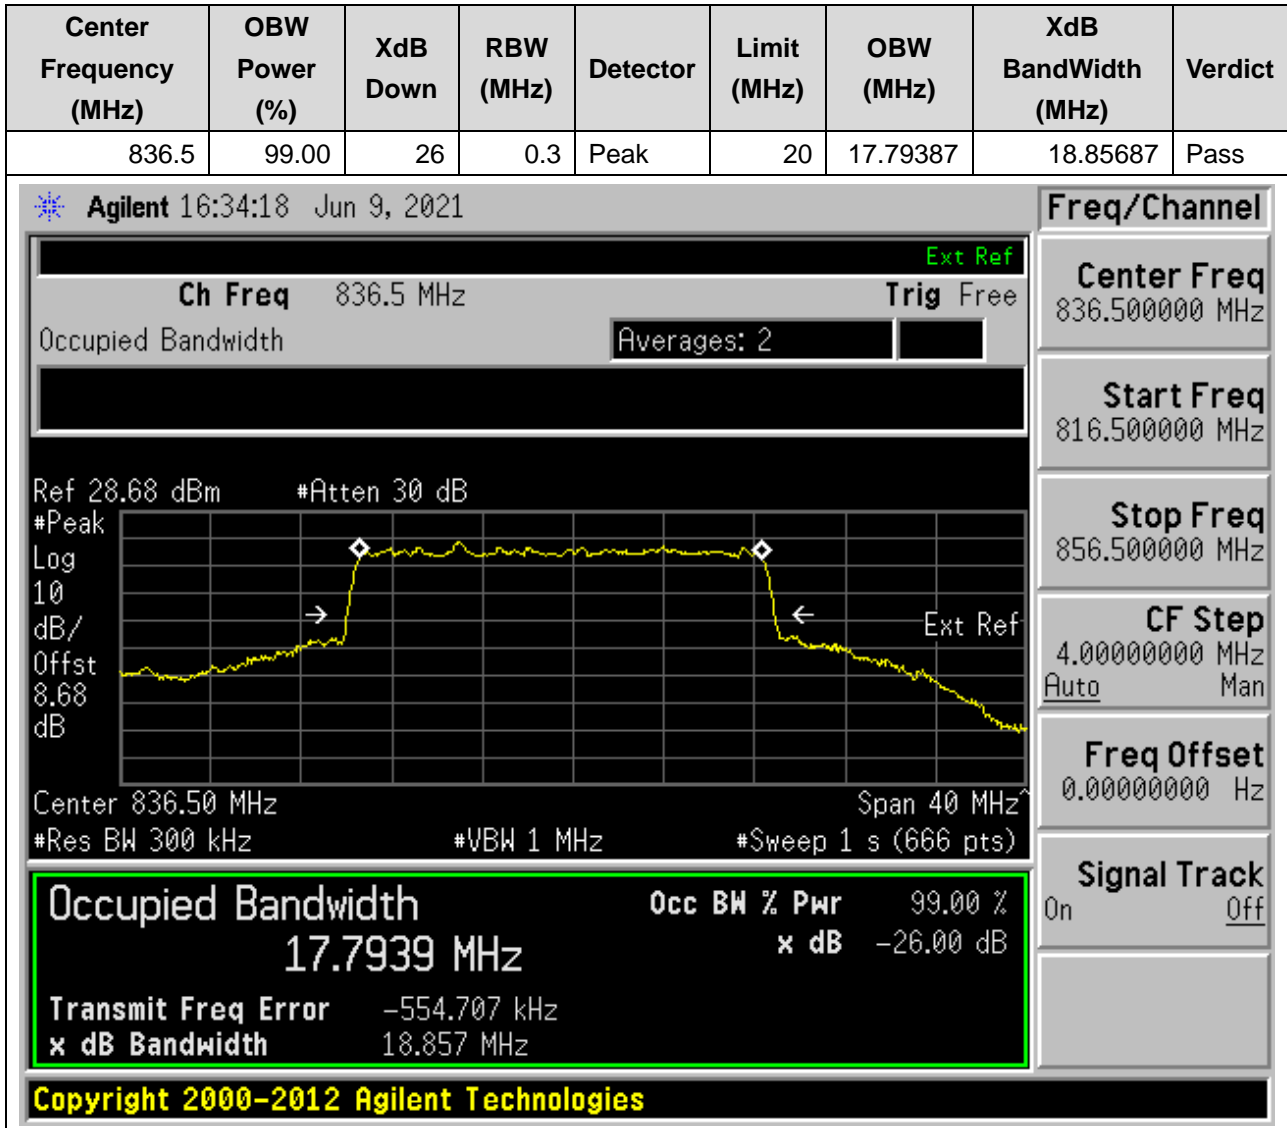 Center Frequency (MHz) OBW Power (%) XdB Down RBW (MHz) Detector Limit (MHz) OBW (MHz) XdB BandWidth (MHz) Verdict
836.5 99.00 26 0.3 Peak 20 17.79387 18.85687 Pass
Agilent 16:34:18 Jun 9, 2021
Freq/Channel
Ext Ref
Ch Freq 836.5 MHz Trig Free
Occupied Bandwidth Averages: 2
Center Freq
836.500000 MHz
Start Freq
816.500000 MHz
Stop Freq
856.500000 MHz
CF Step
4.00000000 MHz
Auto Man
Freq Offset
0.00000000 Hz
Signal Track
On Off
Ref 28.68 dBm #Atten 30 dB
#Peak
Log
10
dB/
Offst
8.68
dB
Ext Ref
Center 836.50 MHz Span 40 MHz^
#Res BW 300 kHz #VBW 1 MHz #Sweep 1 s (666 pts)
Occupied Bandwidth Occ BW % Pwr 99.00 %
17.7939 MHz x dB -26.00 dB
Transmit Freq Error -554.707 kHz
x dB Bandwidth 18.857 MHz
Copyright 2000-2012 Agilent Technologies